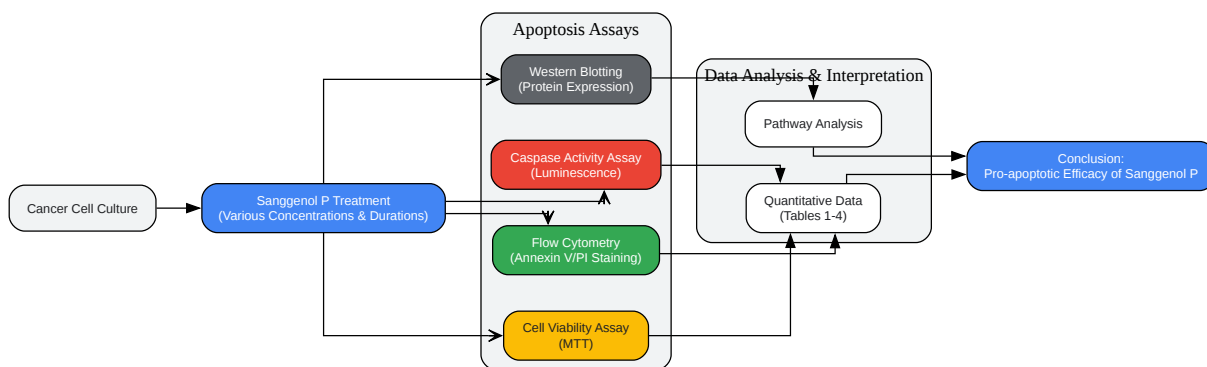 Cancer Cell Culture
Sanggenol P Treatment
(Various Concentrations & Durations)
Apoptosis Assays
Western Blotting
(Protein Expression)
Caspase Activity Assay
(Luminescence)
Flow Cytometry
(Annexin V/PI Staining)
Cell Viability Assay
(MTT)
Data Analysis & Interpretation
Pathway Analysis
Quantitative Data
(Tables 1-4)
Conclusion:
Pro-apoptotic Efficacy of Sanggenol P